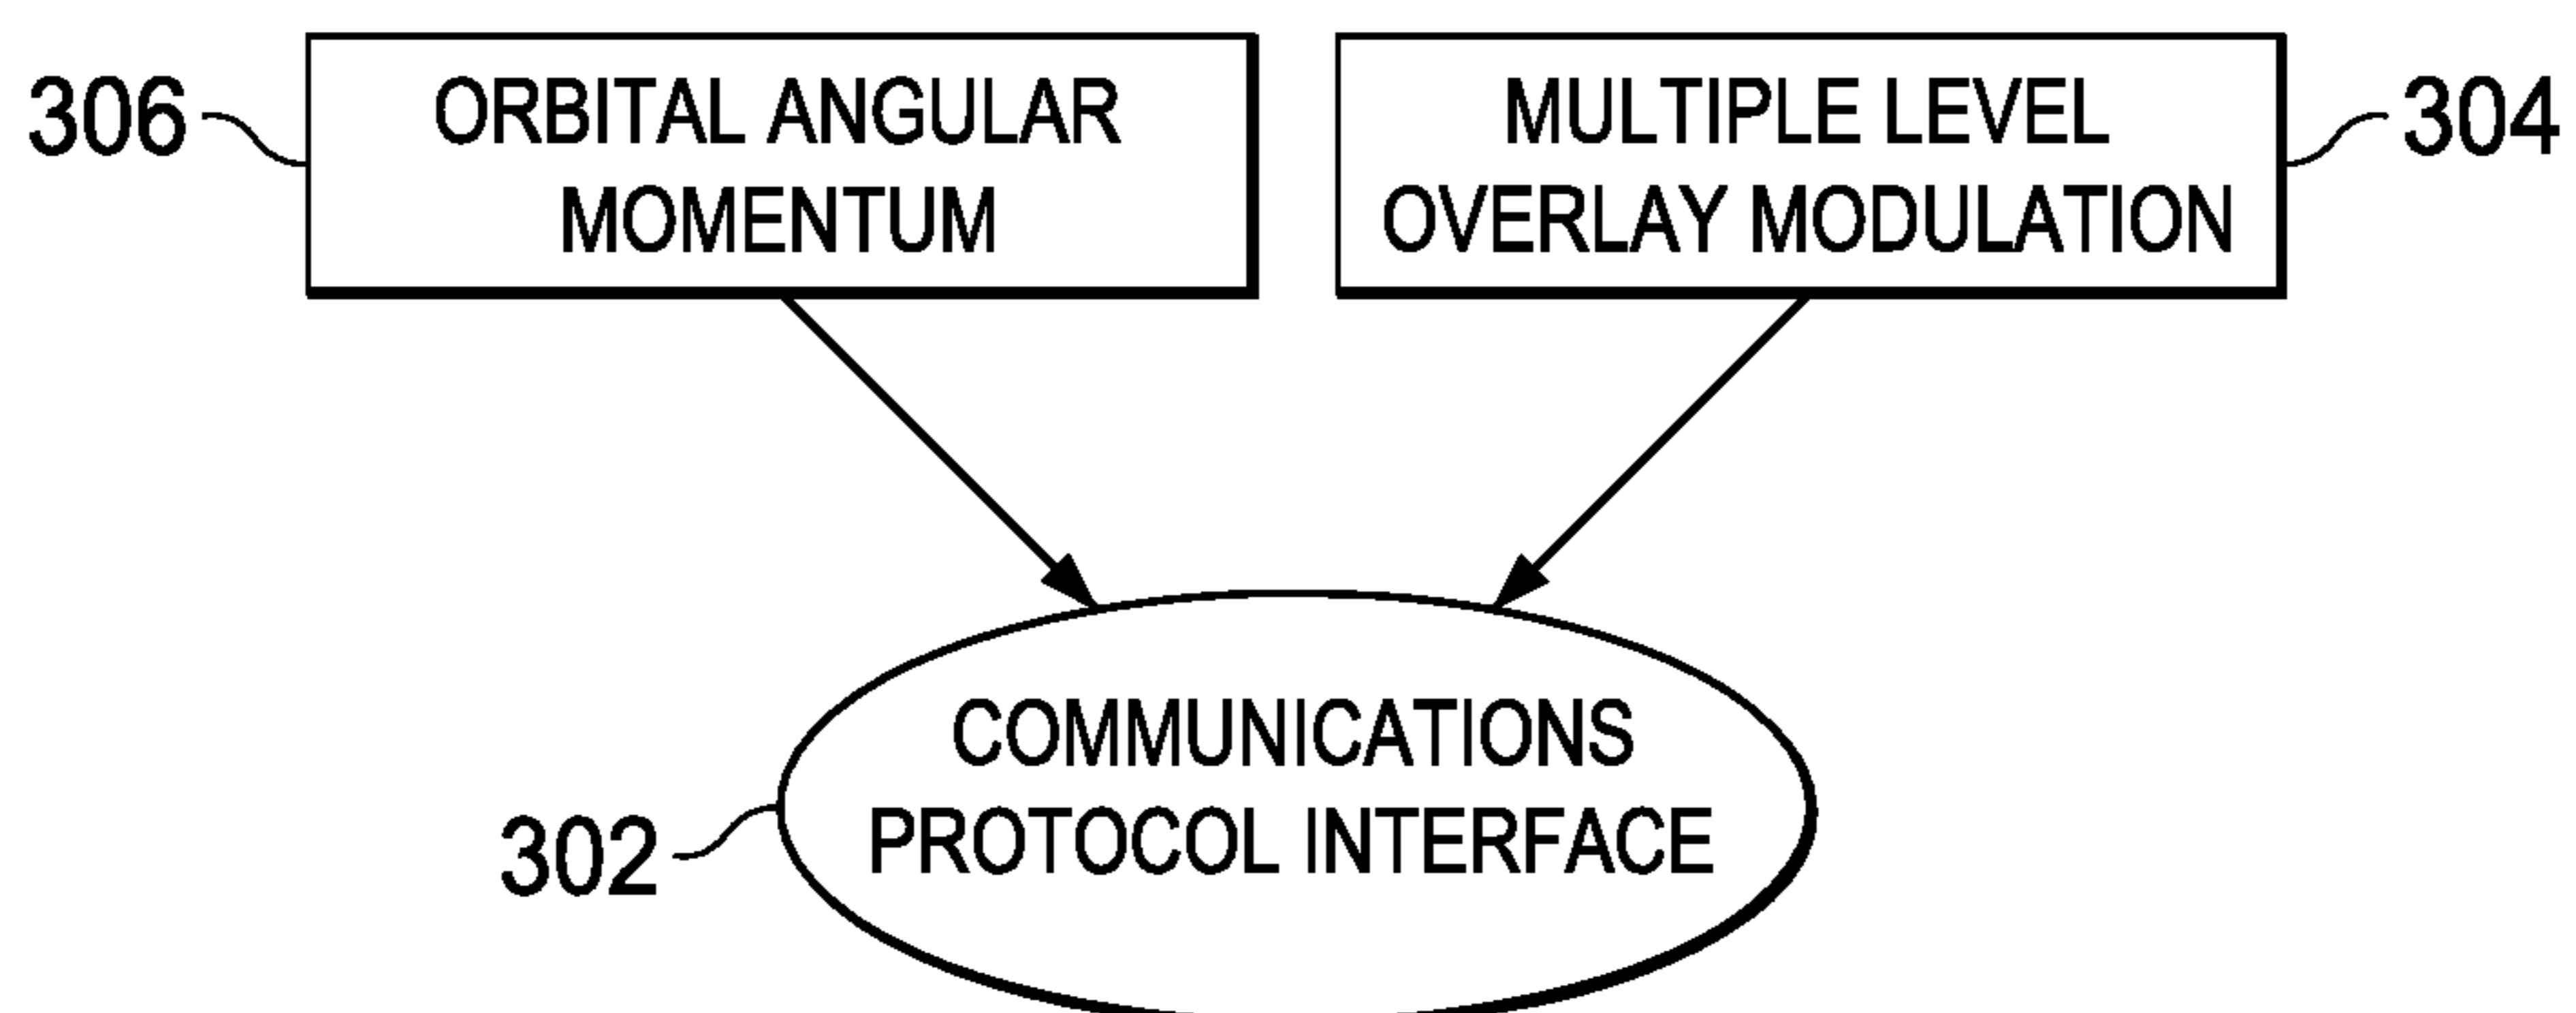 306
ORBITAL ANGULAR
MOMENTUM
MULTIPLE LEVEL
OVERLAY MODULATION
304
COMMUNICATIONS
PROTOCOL INTERFACE
302